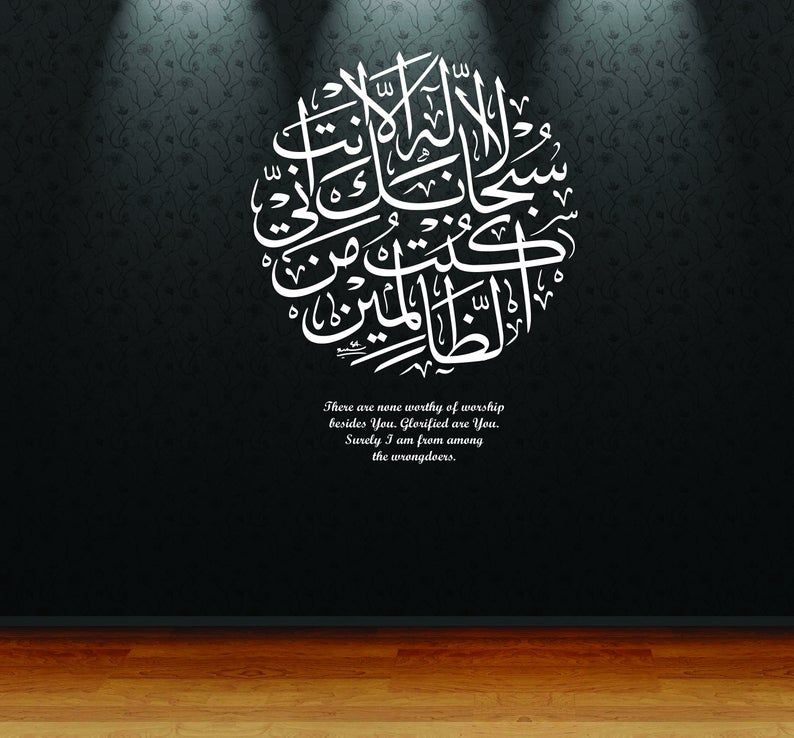 لا إله إلا أنت
سبحانك إني
كنت من
الظالمين
There are none worthy of worship
besides You. Glorified are You.
Surely I am from among
the wrongdoers.